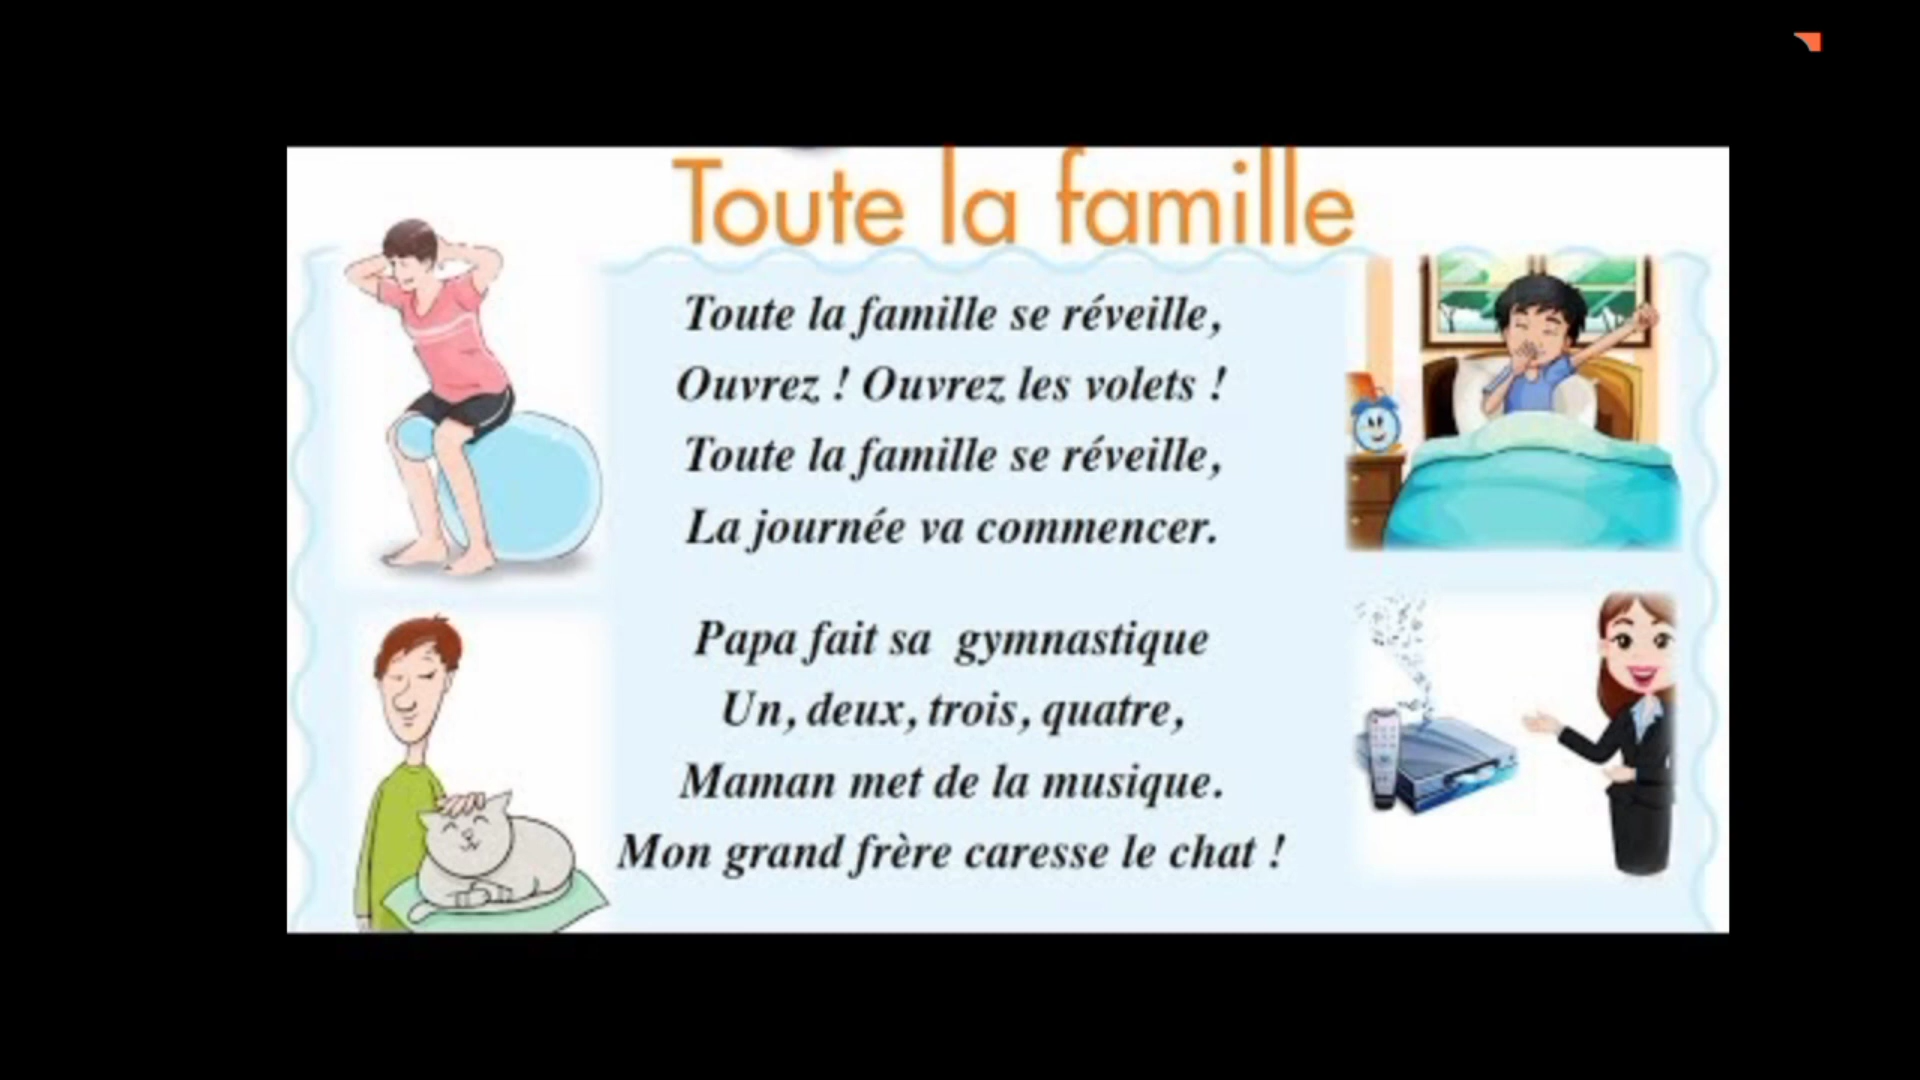 Toute la famille
Toute la famille se réveille,
Ouvrez ! Ouvrez les volets !
Toute la famille se réveille,
La journée va commencer.
Papa fait sa gymnastique
Un, deux, trois, quatre,
Maman met de la musique.
Mon grand frère caresse le chat !